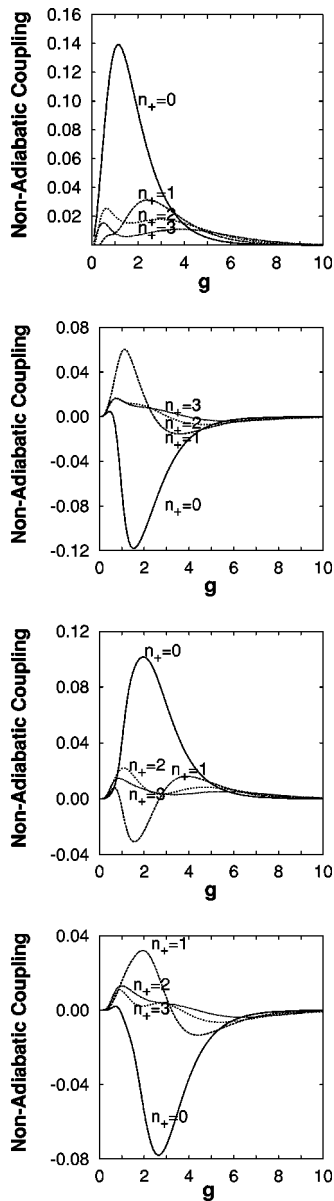 Non-Adiabatic Coupling
0.16
0.14
0.12
0.10
0.08
0.06
0.04
0.02
n+=0
n+=1
n+=2
n+=3
0 2 4 6 8 10
g
Non-Adiabatic Coupling
0.08
0.04
0.00
-0.04
-0.08
-0.12
n+=3
n+=2
n+=1
n+=0
0 2 4 6 8 10
g
Non-Adiabatic Coupling
0.12
0.08
0.04
0.00
-0.04
n+=0
n+=2
n+=1
n+=3
0 2 4 6 8 10
g
Non-Adiabatic Coupling
0.04
0.00
-0.04
-0.08
n+=1
n+=2
n+=3
n+=0
0 2 4 6 8 10
g